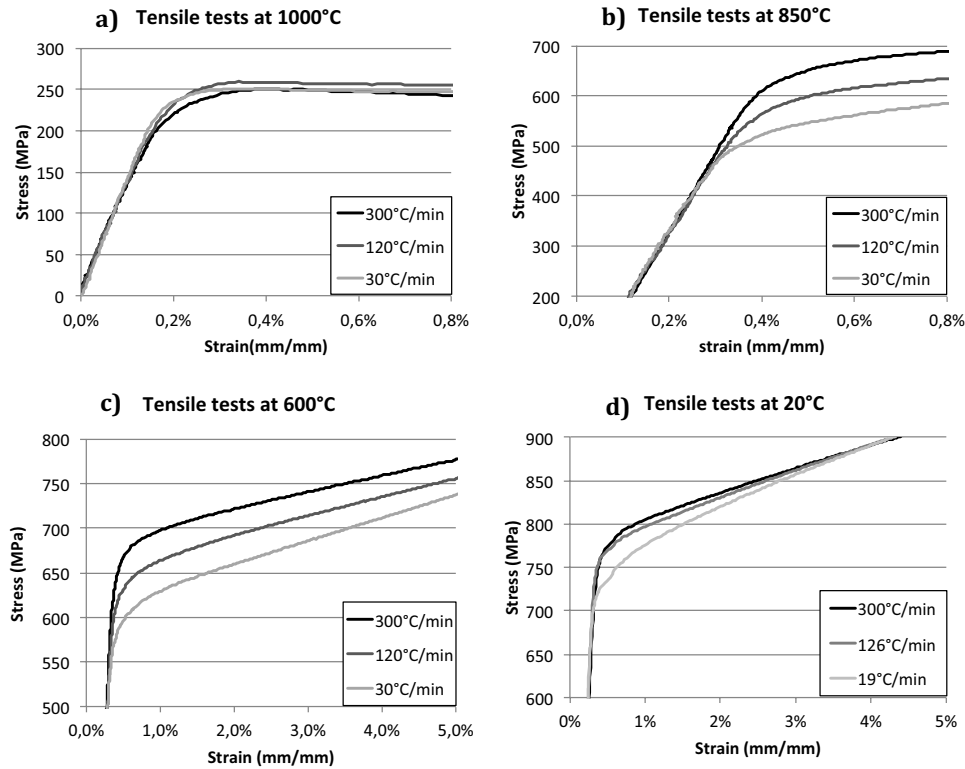 a) Tensile tests at 1000°C
Stress (MPa)
300
250
200
150
100
50
0
0,0% 0,2% 0,4% 0,6% 0,8%
Strain(mm/mm)
300°C/min
120°C/min
30°C/min
b) Tensile tests at 850°C
Stress (MPa)
700
600
500
400
300
200
0,0% 0,2% 0,4% 0,6% 0,8%
strain (mm/mm)
300°C/min
120°C/min
30°C/min
c) Tensile tests at 600°C
Stress (MPa)
800
750
700
650
600
550
500
0,0% 1,0% 2,0% 3,0% 4,0% 5,0%
Strain (mm/mm)
300°C/min
120°C/min
30°C/min
d) Tensile tests at 20°C
Stress (MPa)
900
850
800
750
700
650
600
0% 1% 2% 3% 4% 5%
Strain (mm/mm)
300°C/min
126°C/min
19°C/min